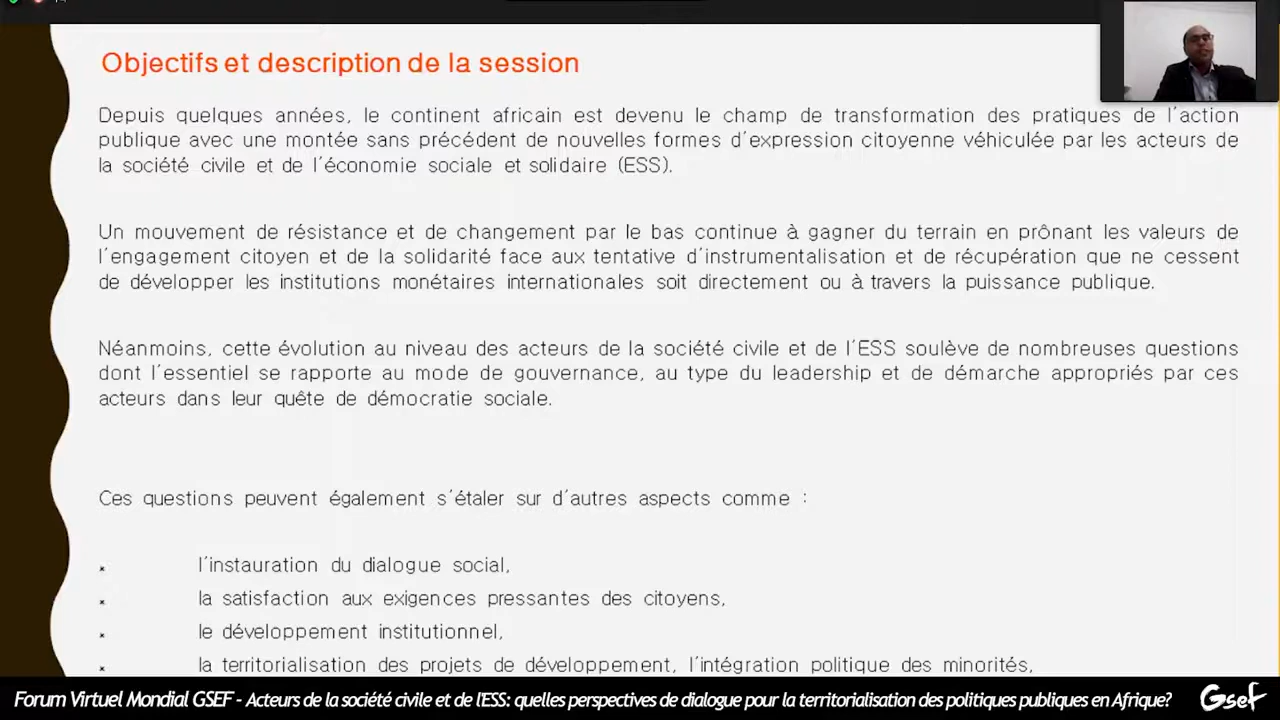 Objectifs et description de la session
Depuis quelques années, le continent africain est devenu le champ de transformation des pratiques de l'action
publique avec une montée sans précédent de nouvelles formes d'expression citoyenne véhiculée par les acteurs de
la société civile et de l'économie sociale et solidaire (ESS).
Un mouvement de résistance et de changement par le bas continue à gagner du terrain en prônant les valeurs de
l'engagement citoyen et de la solidarité face aux tentative d'instrumentalisation et de récupération que ne cessent
de développer les institutions monétaires internationales soit directement ou à travers la puissance publique.
Néanmoins, cette évolution au niveau des acteurs de la société civile et de l'ESS soulève de nombreuses questions
dont l'essentiel se rapporte au mode de gouvernance, au type du leadership et de démarche appropriés par ces
acteurs dans leur quête de démocratie sociale.
Ces questions peuvent également s'étaler sur d'autres aspects comme :
l'instauration du dialogue social,
la satisfaction aux exigences pressantes des citoyens,
le développement institutionnel,
la territorialisation des projets de développement, l'intégration politique des minorités,
Forum Virtuel Mondial GSEF - Acteurs de la société civile et de l'ESS: quelles perspectives de dialogue pour la territorialisation des politiques publiques en Afrique?
Gsef